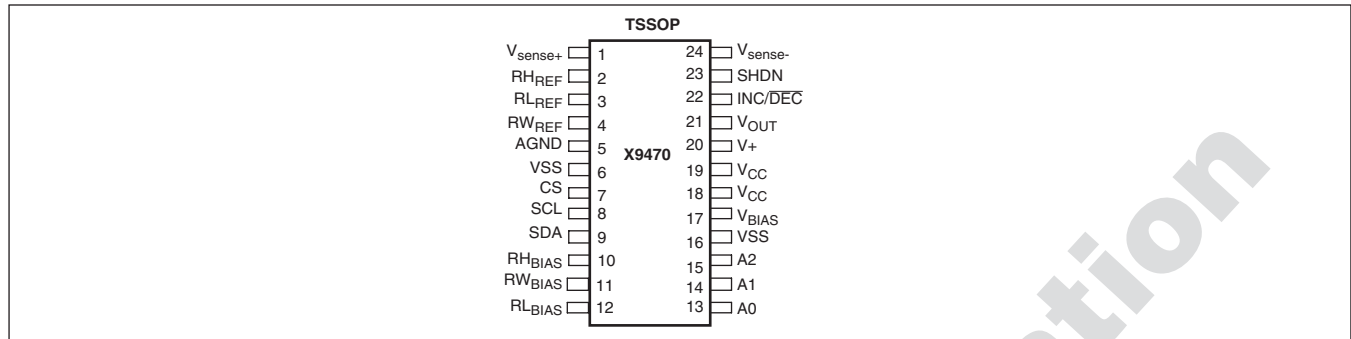 TSSOP
Vsense+ 1 24 Vsense-
RHREF 2 23 SHDN
RLREF 3 22 INC/DEC
RWREF 4 21 VOUT
AGND 5 X9470 20 V+
VSS 6 19 VCC
CS 7 18 VCC
SCL 8 17 VBIAS
SDA 9 16 VSS
RHBIAS 10 15 A2
RWBIAS 11 14 A1
RLBIAS 12 13 A0
tion